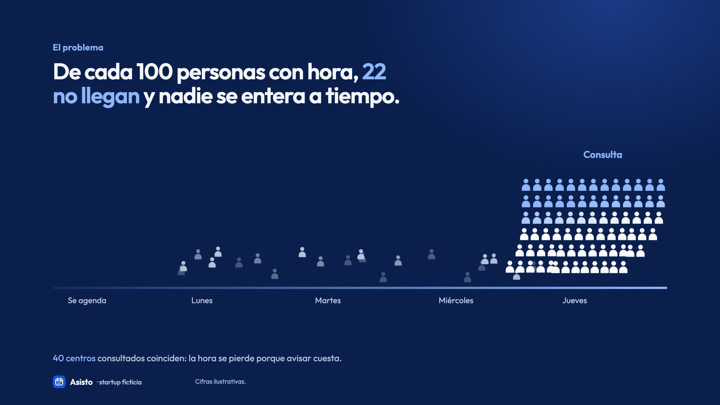 El problema
De cada 100 personas con hora, 22
no llegan y nadie se entera a tiempo.
Consulta
Se agenda
Lunes
Martes
Miércoles
Jueves
40 centros consultados coinciden: la hora se pierde porque avisar cuesta.
Asisto · startup ficticia
Cifras ilustrativas.